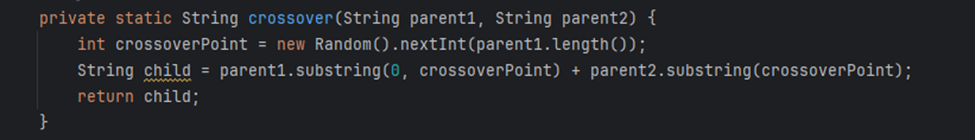 private static String crossover(String parent1, String parent2) {
    int crossoverPoint = new Random().nextInt(parent1.length());
    String child = parent1.substring(0, crossoverPoint) + parent2.substring(crossoverPoint);
    return child;
}